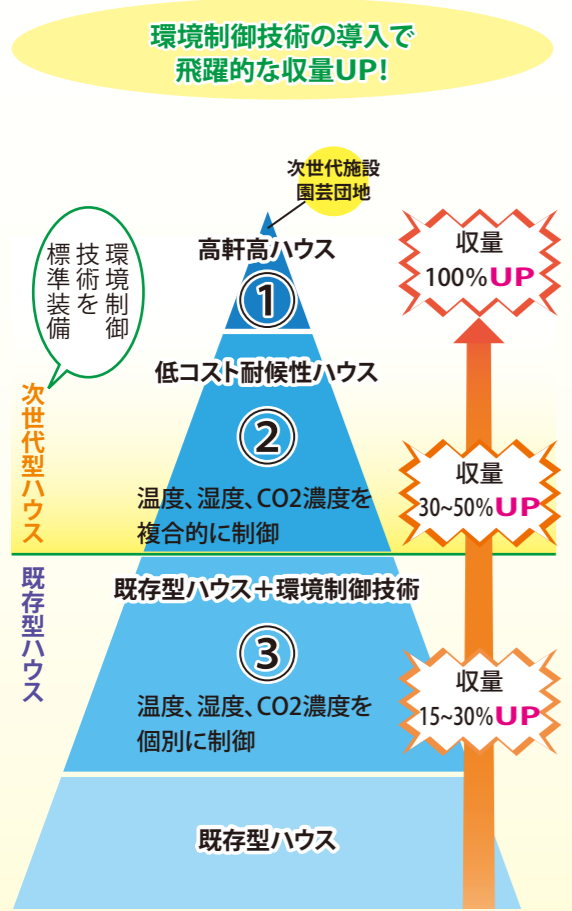 環境制御技術の導入で
飛躍的な収量UP!
次世代施設
園芸団地
高軒高ハウス
①
収量
100%UP
環境制御
技術を
標準装備
低コスト耐候性ハウス
②
温度、湿度、CO2濃度を
複合的に制御
次世代型ハウス
収量
30~50%UP
既存型ハウス
既存型ハウス＋環境制御技術
③
温度、湿度、CO2濃度を
個別に制御
収量
15~30%UP
既存型ハウス